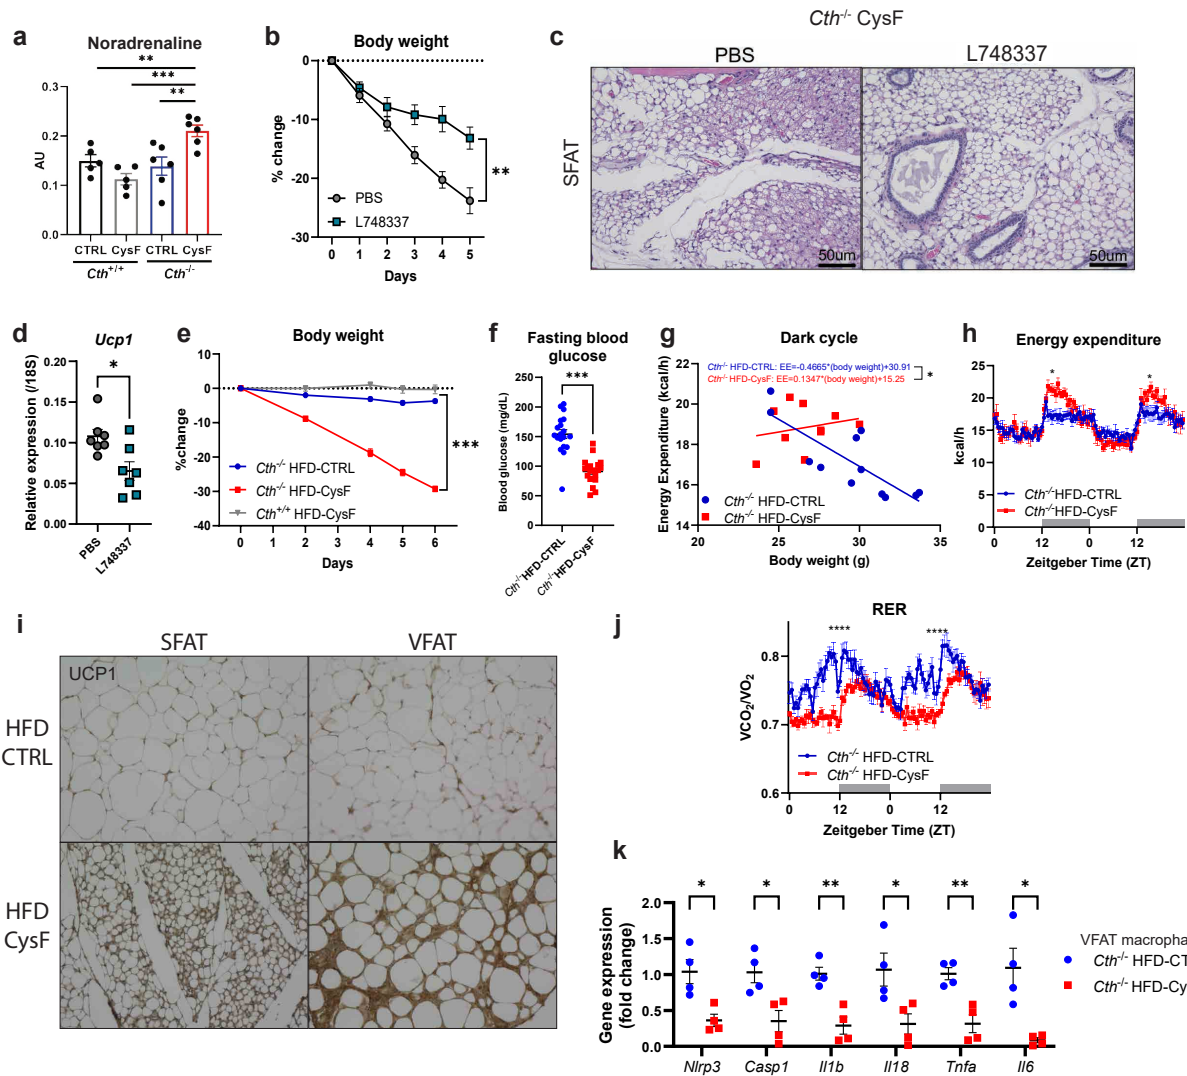 Cth-/- CysF
a
Noradrenaline
**
***
**
0.3
0.2
0.1
0.0
AU
CTRL CysF CTRL CysF
Cth+/+ Cth-/-
b
Body weight
0
-10
-20
-30
% change
PBS
L748337
**
0 1 2 3 4 5
Days
c
PBS L748337
SFAT
50um 50um
d
Ucp1
*
0.20
0.15
0.10
0.05
0.00
Relative expression (/18S)
PBS
L748337
e
Body weight
10
0
-10
-20
-30
-40
%change
Cth-/- HFD-CTRL
Cth-/- HFD-CysF
Cth+/+ HFD-CysF
***
0 1 2 3 4 5 6
Days
f
Fasting blood
glucose
***
250
200
150
100
50
0
Blood glucose (mg/dL)
Cth-/-HFD-CTRL
Cth-/-HFD-CysF
g
Dark cycle
Cth-/- HFD-CTRL: EE=-0.4665*(body weight)+30.91
Cth-/- HFD-CysF: EE=0.1347*(body weight)+15.25
*
22
20
18
16
14
Energy Expenditure (kcal/h)
Cth-/- HFD-CTRL
Cth-/- HFD-CysF
20 25 30 35
Body weight (g)
h
Energy expenditure
25
20
15
10
5
0
kcal/h
* *
Cth-/-HFD-CTRL
Cth-/-HFD-CysF
0 12 0 12
Zeitgeber Time (ZT)
i
SFAT VFAT
UCP1
HFD
CTRL
HFD
CysF
j
RER
**** ****
0.8
0.7
0.6
VCO2/VO2
Cth-/- HFD-CTRL
Cth-/- HFD-CysF
0 12 0 12
Zeitgeber Time (ZT)
k
* * ** * ** *
2.0
1.5
1.0
0.5
0.0
Gene expression
(fold change)
Nlrp3 Casp1 Il1b Il18 Tnfa Il6
VFAT macropha
Cth-/- HFD-CT
Cth-/- HFD-Cy